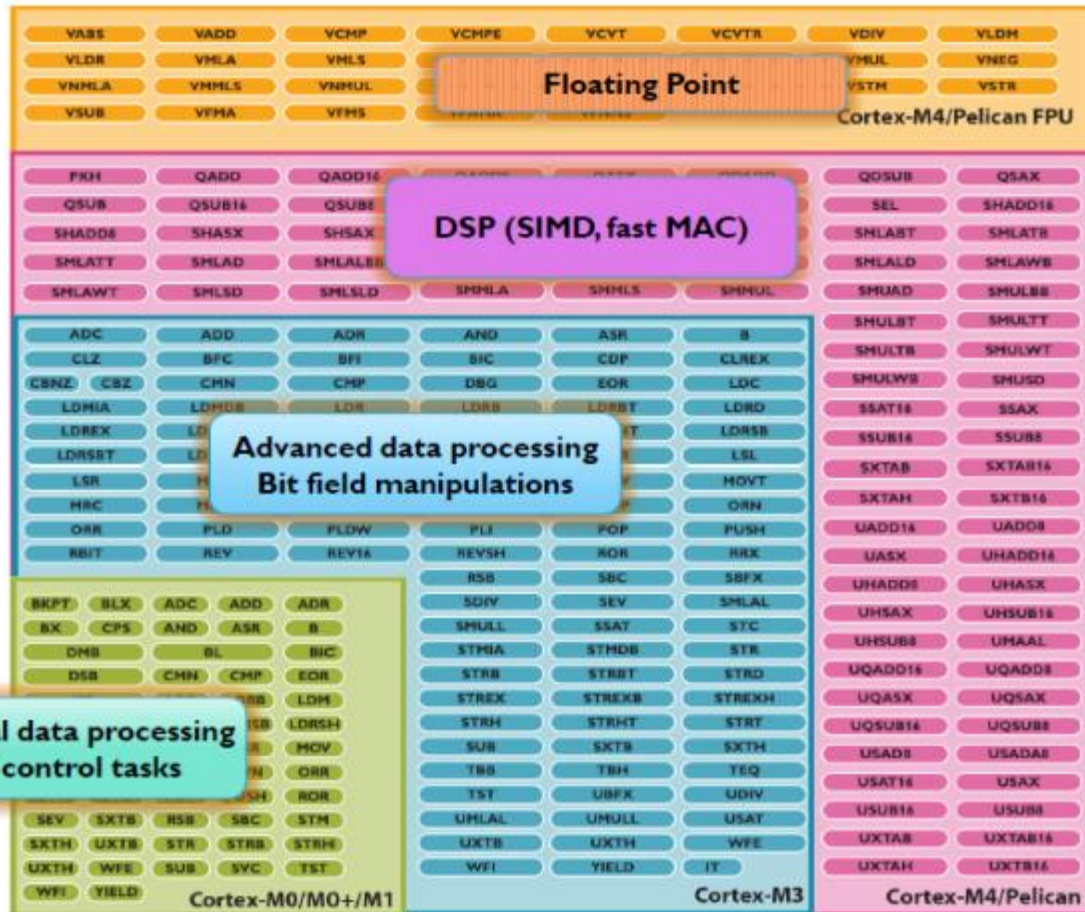 VABS VADD VCMP VCMPE VCVT VCVTR VDIV VLDM
VLDR VMLA VMLS VMUL VNEG
VNMLA VMMLS VNMUL Floating Point VSTM VSTR
VSUB VFMA VFMS Cortex-M4/Pelican FPU
PKH QADD QADD16 QDSUB QSAX
QSUB QSUB16 QSUB8 SEL SHADD16
SHADD8 SHASX SHSAX DSP (SIMD, fast MAC) SMLABT SMLATB
SMLATT SMLAD SMLALBB SMLALD SMLAWB
SMLAWT SMLSD SMLSLD SMMLA SMMLS SMMUL SMUAD SMULBB
ADC ADD ADR AND ASR B SMULBT SMULTT
CLZ BFC BFI BIC CDP CLREX SMULTB SMULWT
CBNZ CBZ CMN CMP DBG EOR LDC SMULWB SMUSD
LDMIA LDMDB LDR LDRB LDRBT LDRD SSAT16 SSAX
LDREX Advanced data processing LDRSB SSUB16 SSUB8
LDRSBT Bit field manipulations LSL SXTAB SXTAB16
LSR MOVT
MRC ORN SXTAH SXTB16
ORR PLD PLDW PLI POP PUSH UADD16 UADD8
RBIT REV REV16 REVSH ROR RRX UASX UHADD16
RSB SBC SBFX UHADD8 UHASX
BKPT BLX ADC ADD ADR SDIV SEV SMLAL UHSAX UHSUB16
BX CPS AND ASR B SMULL SSAT STC UHSUB8 UMAAL
DMB BL BIC STMIA STMDB STR
DSB CMN CMP EOR STRB STRBT STRD UQADD16 UQADD8
LDM STREX STREXB STREXH UQASX UQSAX
data processing LDRSH STRH STRHT STRT UQSUB16 UQSUB8
control tasks MOV SUB SXTB SXTH USAD8 USADA8
ORR TBB TBH TEQ USAT16 USAX
ROR TST UBFX UDIV
SEV SXTB RSB SBC STM UMLAL UMULL USAT USUB16 USUB8
SXTH UXTB STR STRB STRH UXTB UXTH WFE UXTAB UXTAB16
UXTH WFE SUB SVC TST WFI YIELD IT UXTAH UXTB16
WFI YIELD Cortex-M0/M0+/M1 Cortex-M3 Cortex-M4/Pelican